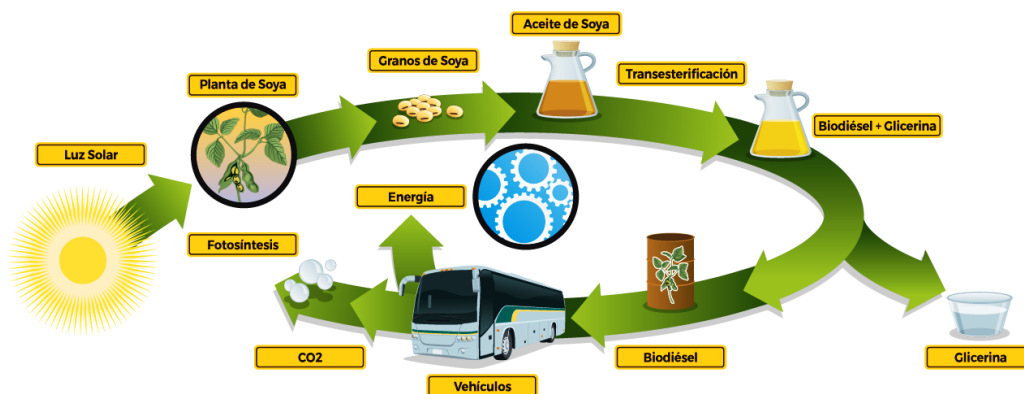 Aceite de Soya
Granos de Soya
Transesterificación
Planta de Soya
Biodiésel + Glicerina
Luz Solar
Energía
Fotosíntesis
CO2
Biodiésel
Glicerina
Vehículos